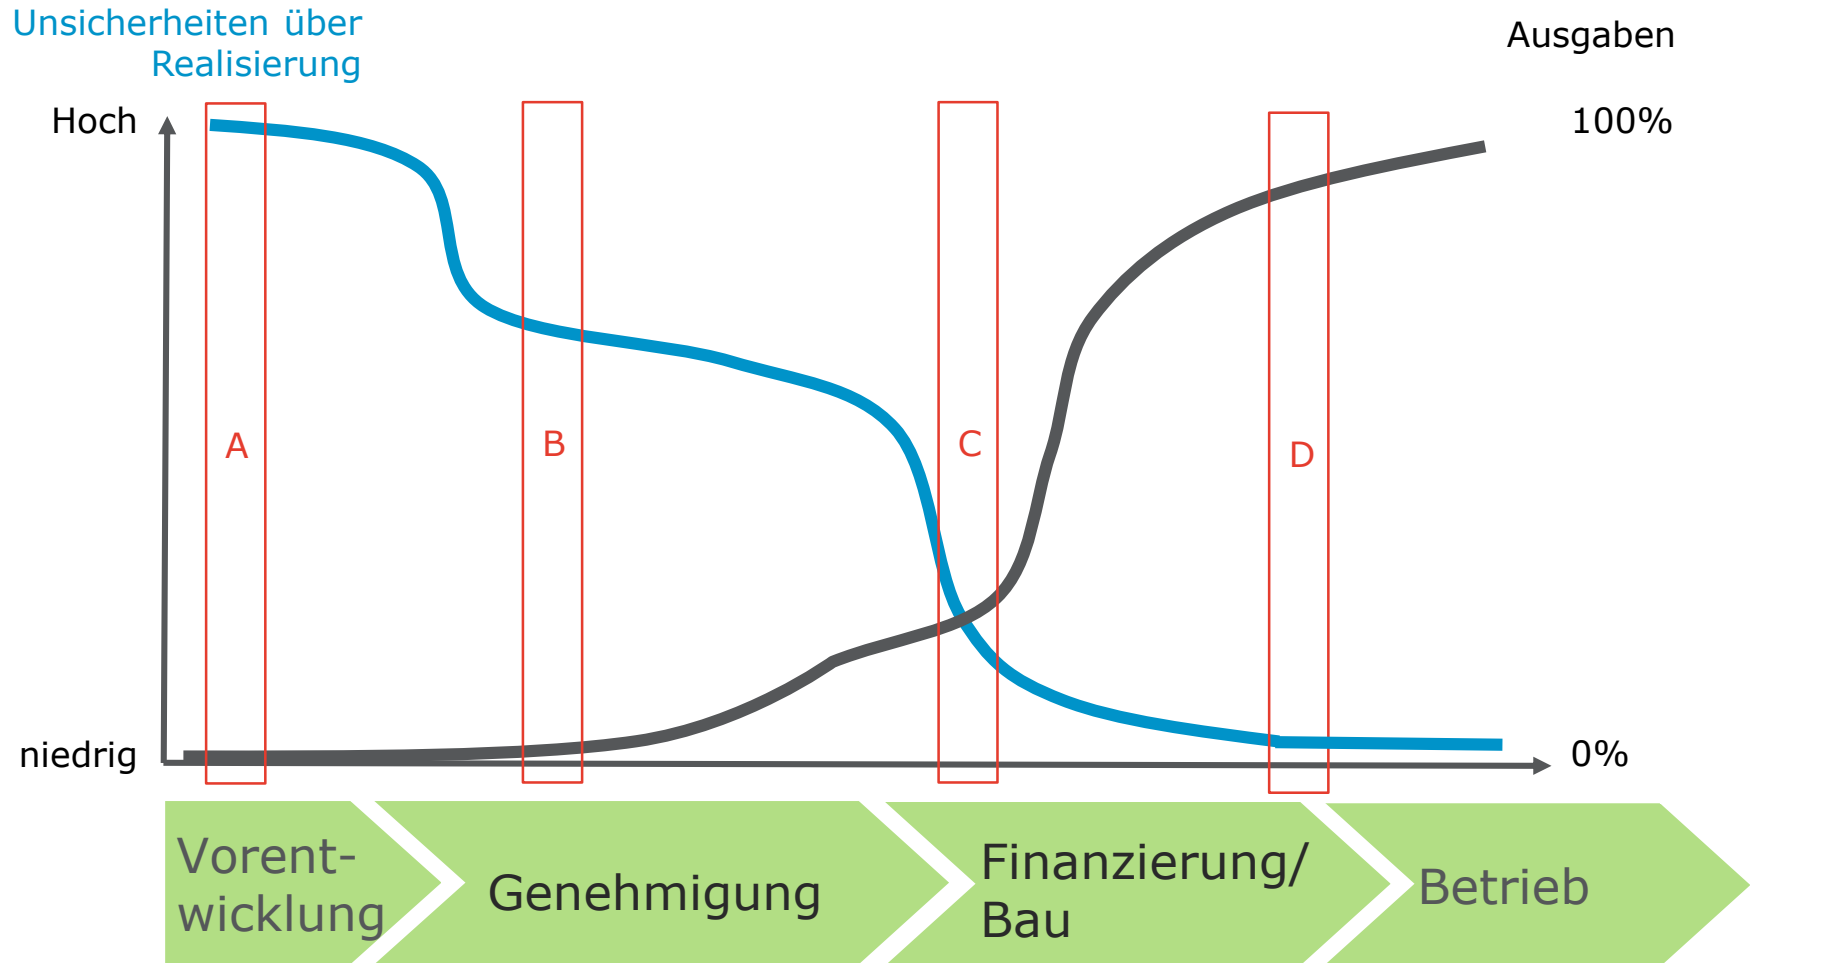 Unsicherheiten über
Realisierung
Ausgaben
Hoch
100%
A
B
C
D
niedrig
0%
Vorent-
wicklung
Genehmigung
Finanzierung/
Bau
Betrieb